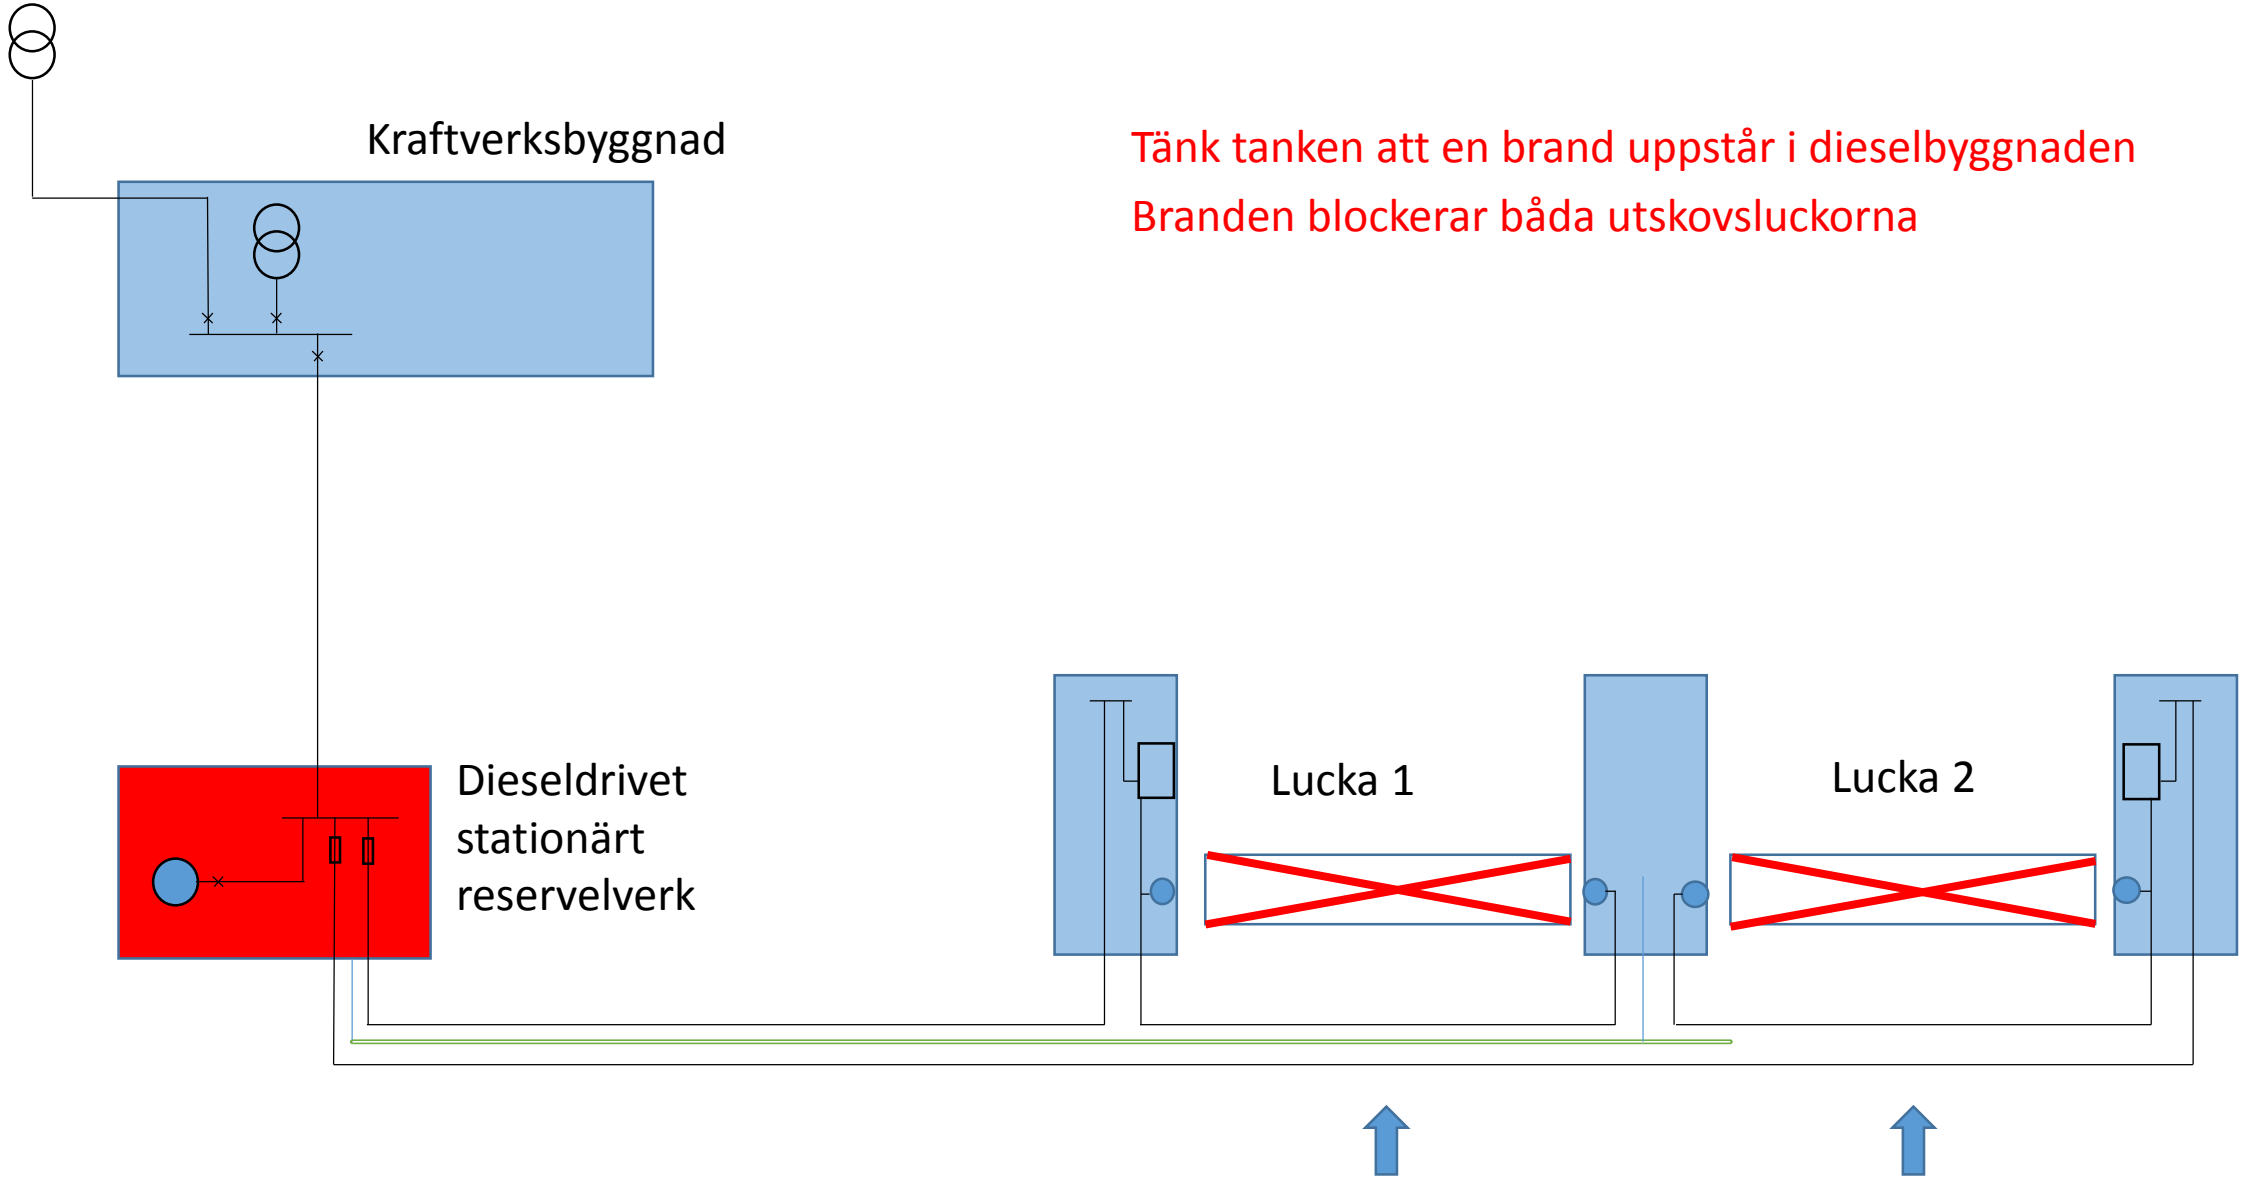 Kraftverksbyggnad
Tänk tanken att en brand uppstår i dieselbyggnaden
Branden blockerar båda utskovsluckorna
Dieseldrivet
stationärt
reservelverk
Lucka 1
Lucka 2